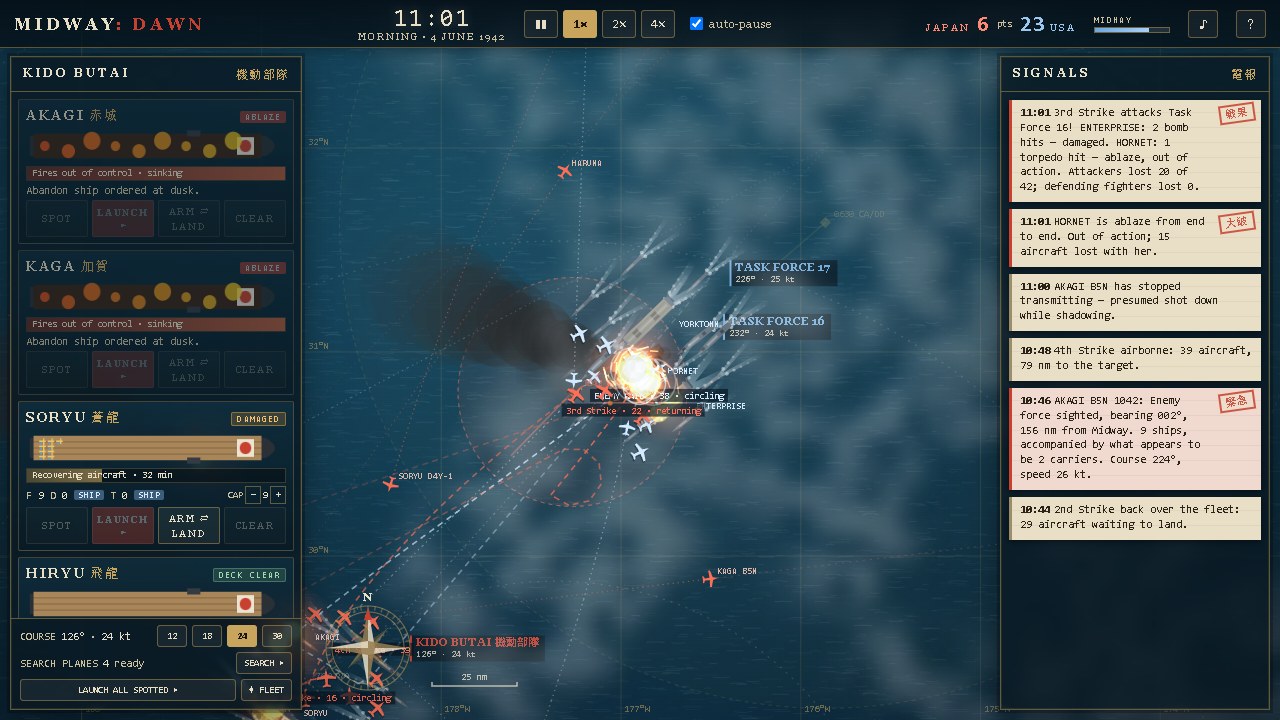 MIDWAY: DAWN
11:01
MORNING · 4 JUNE 1942
1×
2×
4×
auto-pause
JAPAN 6 pts 23 USA
MIDWAY
♪
?
KIDO BUTAI
機動部隊
AKAGI 赤城
ABLAZE
Fires out of control · sinking
Abandon ship ordered at dusk.
SPOT
LAUNCH ▸
ARM ⇄ LAND
CLEAR
KAGA 加賀
ABLAZE
Fires out of control · sinking
Abandon ship ordered at dusk.
SPOT
LAUNCH ▸
ARM ⇄ LAND
CLEAR
SORYU 蒼龍
DAMAGED
Recovering aircraft · 32 min
F 9 D 0 SHIP T 0 SHIP
CAP − 9 +
SPOT
LAUNCH ▸
ARM ⇄ LAND
CLEAR
HIRYU 飛龍
DECK CLEAR
COURSE 126° · 24 kt
12
18
24
30
SEARCH PLANES 4 ready
SEARCH ▸
LAUNCH ALL SPOTTED ▸
FLEET
32°N
31°N
30°N
178°W
177°W
176°W
HARUNA
TASK FORCE 17
226° · 25 kt
TASK FORCE 16
232° · 24 kt
3rd Strike · 22 · returning
SORYU D4Y-1
KAGA B5N
AKAGI
N
KIDO BUTAI 機動部隊
126° · 24 kt
25 nm
· 16 · circling
SORYU
SIGNALS
電報
11:01 3rd Strike attacks Task
Force 16! ENTERPRISE: 2 bomb
hits — damaged. HORNET: 1
torpedo hit — ablaze, out of
action. Attackers lost 20 of
42; defending fighters lost 0.
戦果
11:01 HORNET is ablaze from end
to end. Out of action; 15
aircraft lost with her.
大破
11:00 AKAGI B5N has stopped
transmitting — presumed shot down
while shadowing.
10:48 4th Strike airborne: 39 aircraft,
79 nm to the target.
10:46 AKAGI B5N 1042: Enemy
force sighted, bearing 002°,
156 nm from Midway. 9 ships,
accompanied by what appears to
be 2 carriers. Course 224°,
speed 26 kt.
緊急
10:44 2nd Strike back over the fleet:
29 aircraft waiting to land.